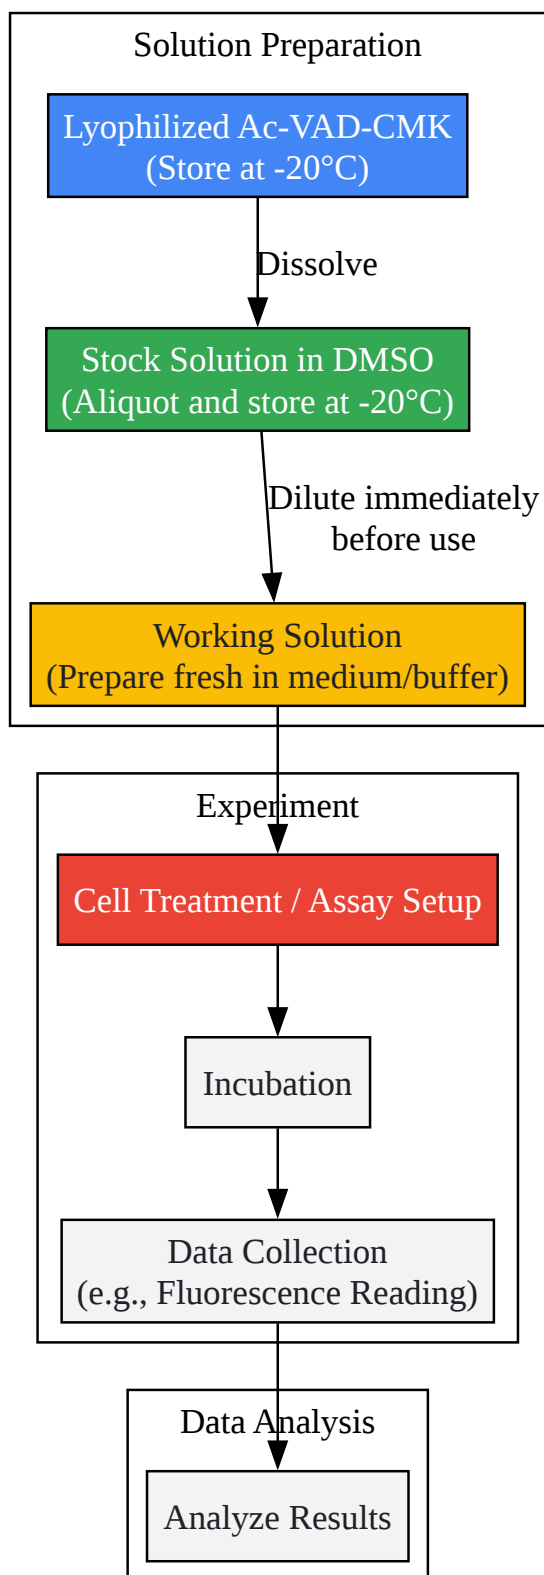 Solution Preparation
Lyophilized Ac-VAD-CMK
(Store at -20°C)
Dissolve
Stock Solution in DMSO
(Aliquot and store at -20°C)
Dilute immediately
before use
Working Solution
(Prepare fresh in medium/buffer)
Experiment
Cell Treatment / Assay Setup
Incubation
Data Collection
(e.g., Fluorescence Reading)
Data Analysis
Analyze Results